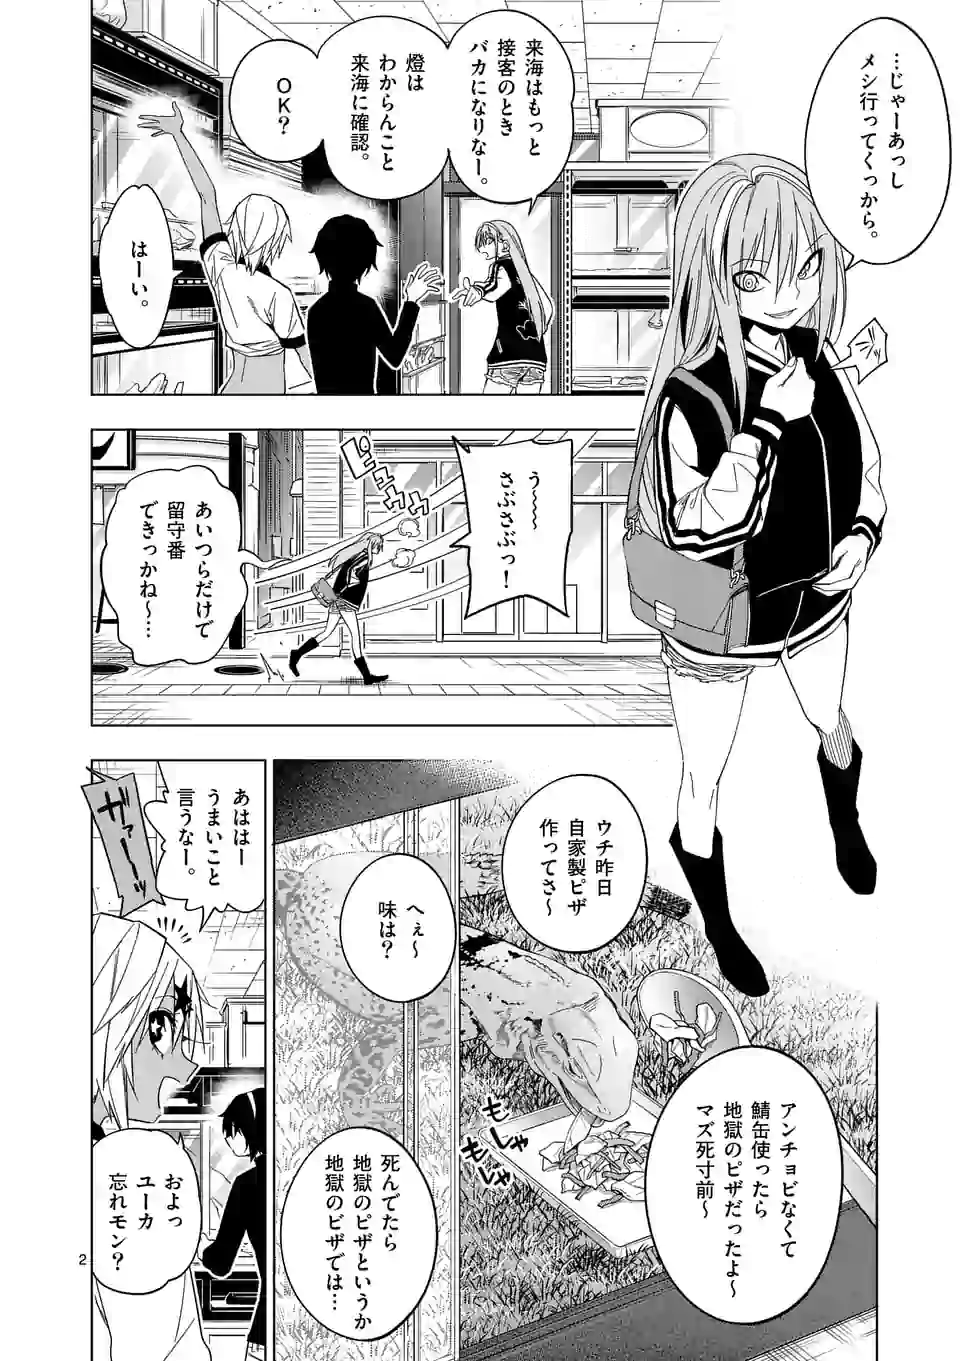 …じゃーあっし
メシ行ってくっから。
来海はもっと
接客のとき
バカになりなー。
燈は
わからんこと
来海に確認。
OK？
はーい。
う〜〜
さぶさぶっ！
ピュウウウ
あいつらだけで
留守番
できっかね〜…
ウチ昨日
自家製ピザ
作ってさ〜
アンチョビなくて
鯖缶使ったら
地獄のピザだったよ〜
マズ死寸前〜
もしゃ
もしゃ
へぇ〜
味は？
死んでたら
地獄のピザというか
地獄のビザでは…
あははー
うまいこと
言うなー。
ガァーーッ
およっ
ユーカ
忘れモン？
2